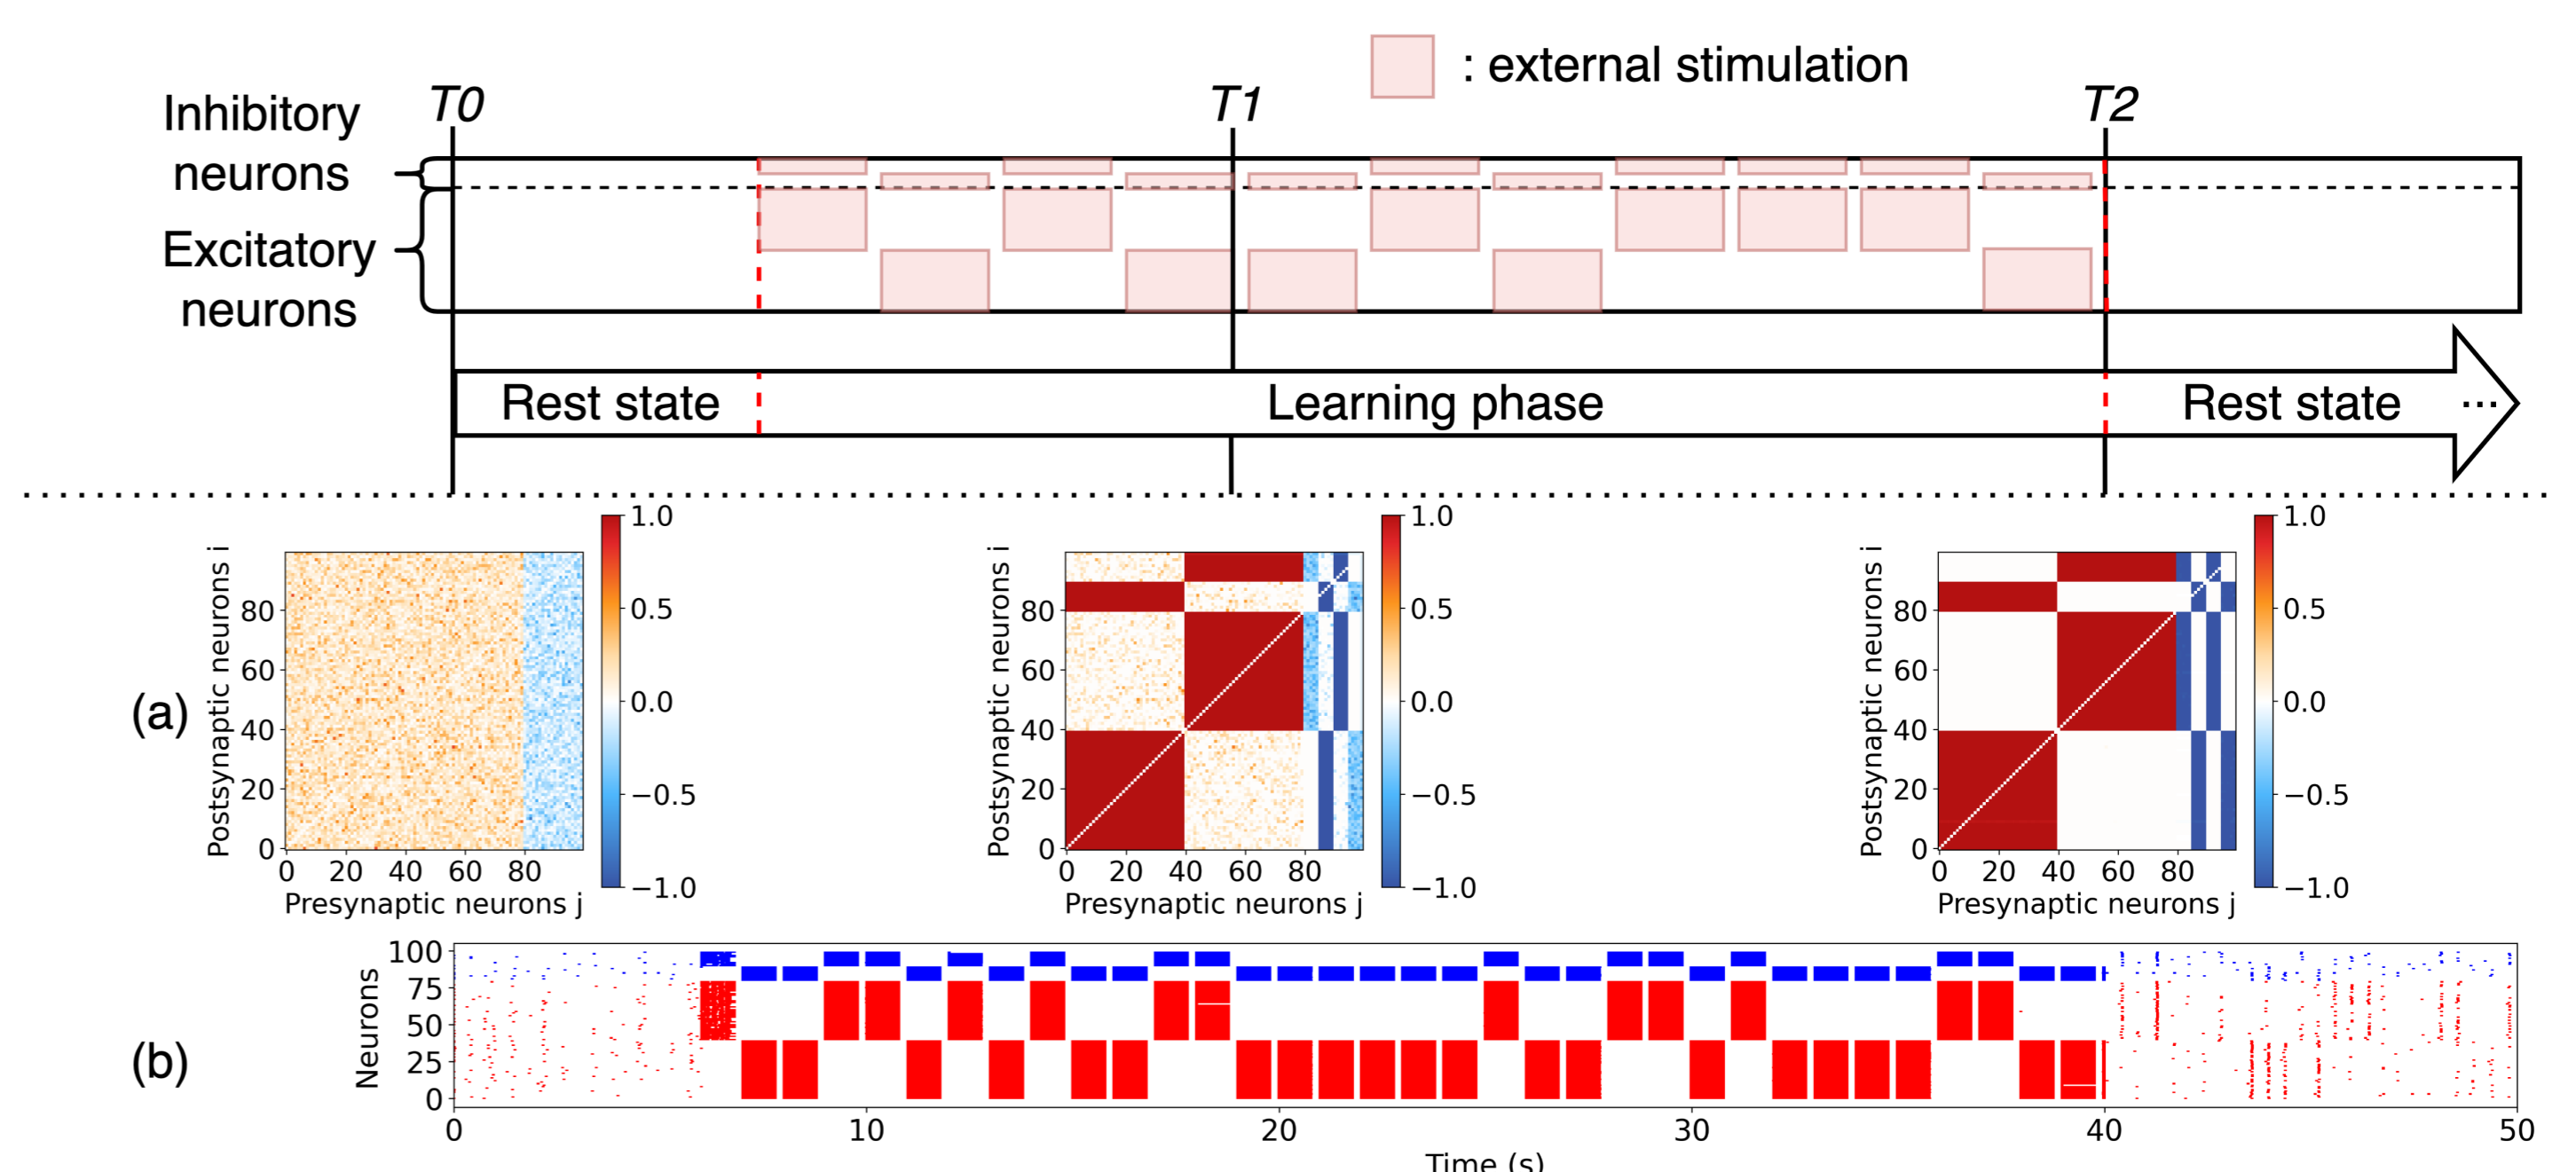 : external stimulation
T0
T1
T2
Inhibitory
neurons
Excitatory
neurons
Rest state
Learning phase
Rest state
...
(a)
Postsynaptic neurons i
80
60
40
20
0
0 20 40 60 80
Presynaptic neurons j
1.0
0.5
0.0
−0.5
−1.0
Postsynaptic neurons i
80
60
40
20
0
0 20 40 60 80
Presynaptic neurons j
1.0
0.5
0.0
−0.5
−1.0
Postsynaptic neurons i
80
60
40
20
0
0 20 40 60 80
Presynaptic neurons j
1.0
0.5
0.0
−0.5
−1.0
(b)
Neurons
100
75
50
25
0
0 10 20 30 40 50
Time (s)